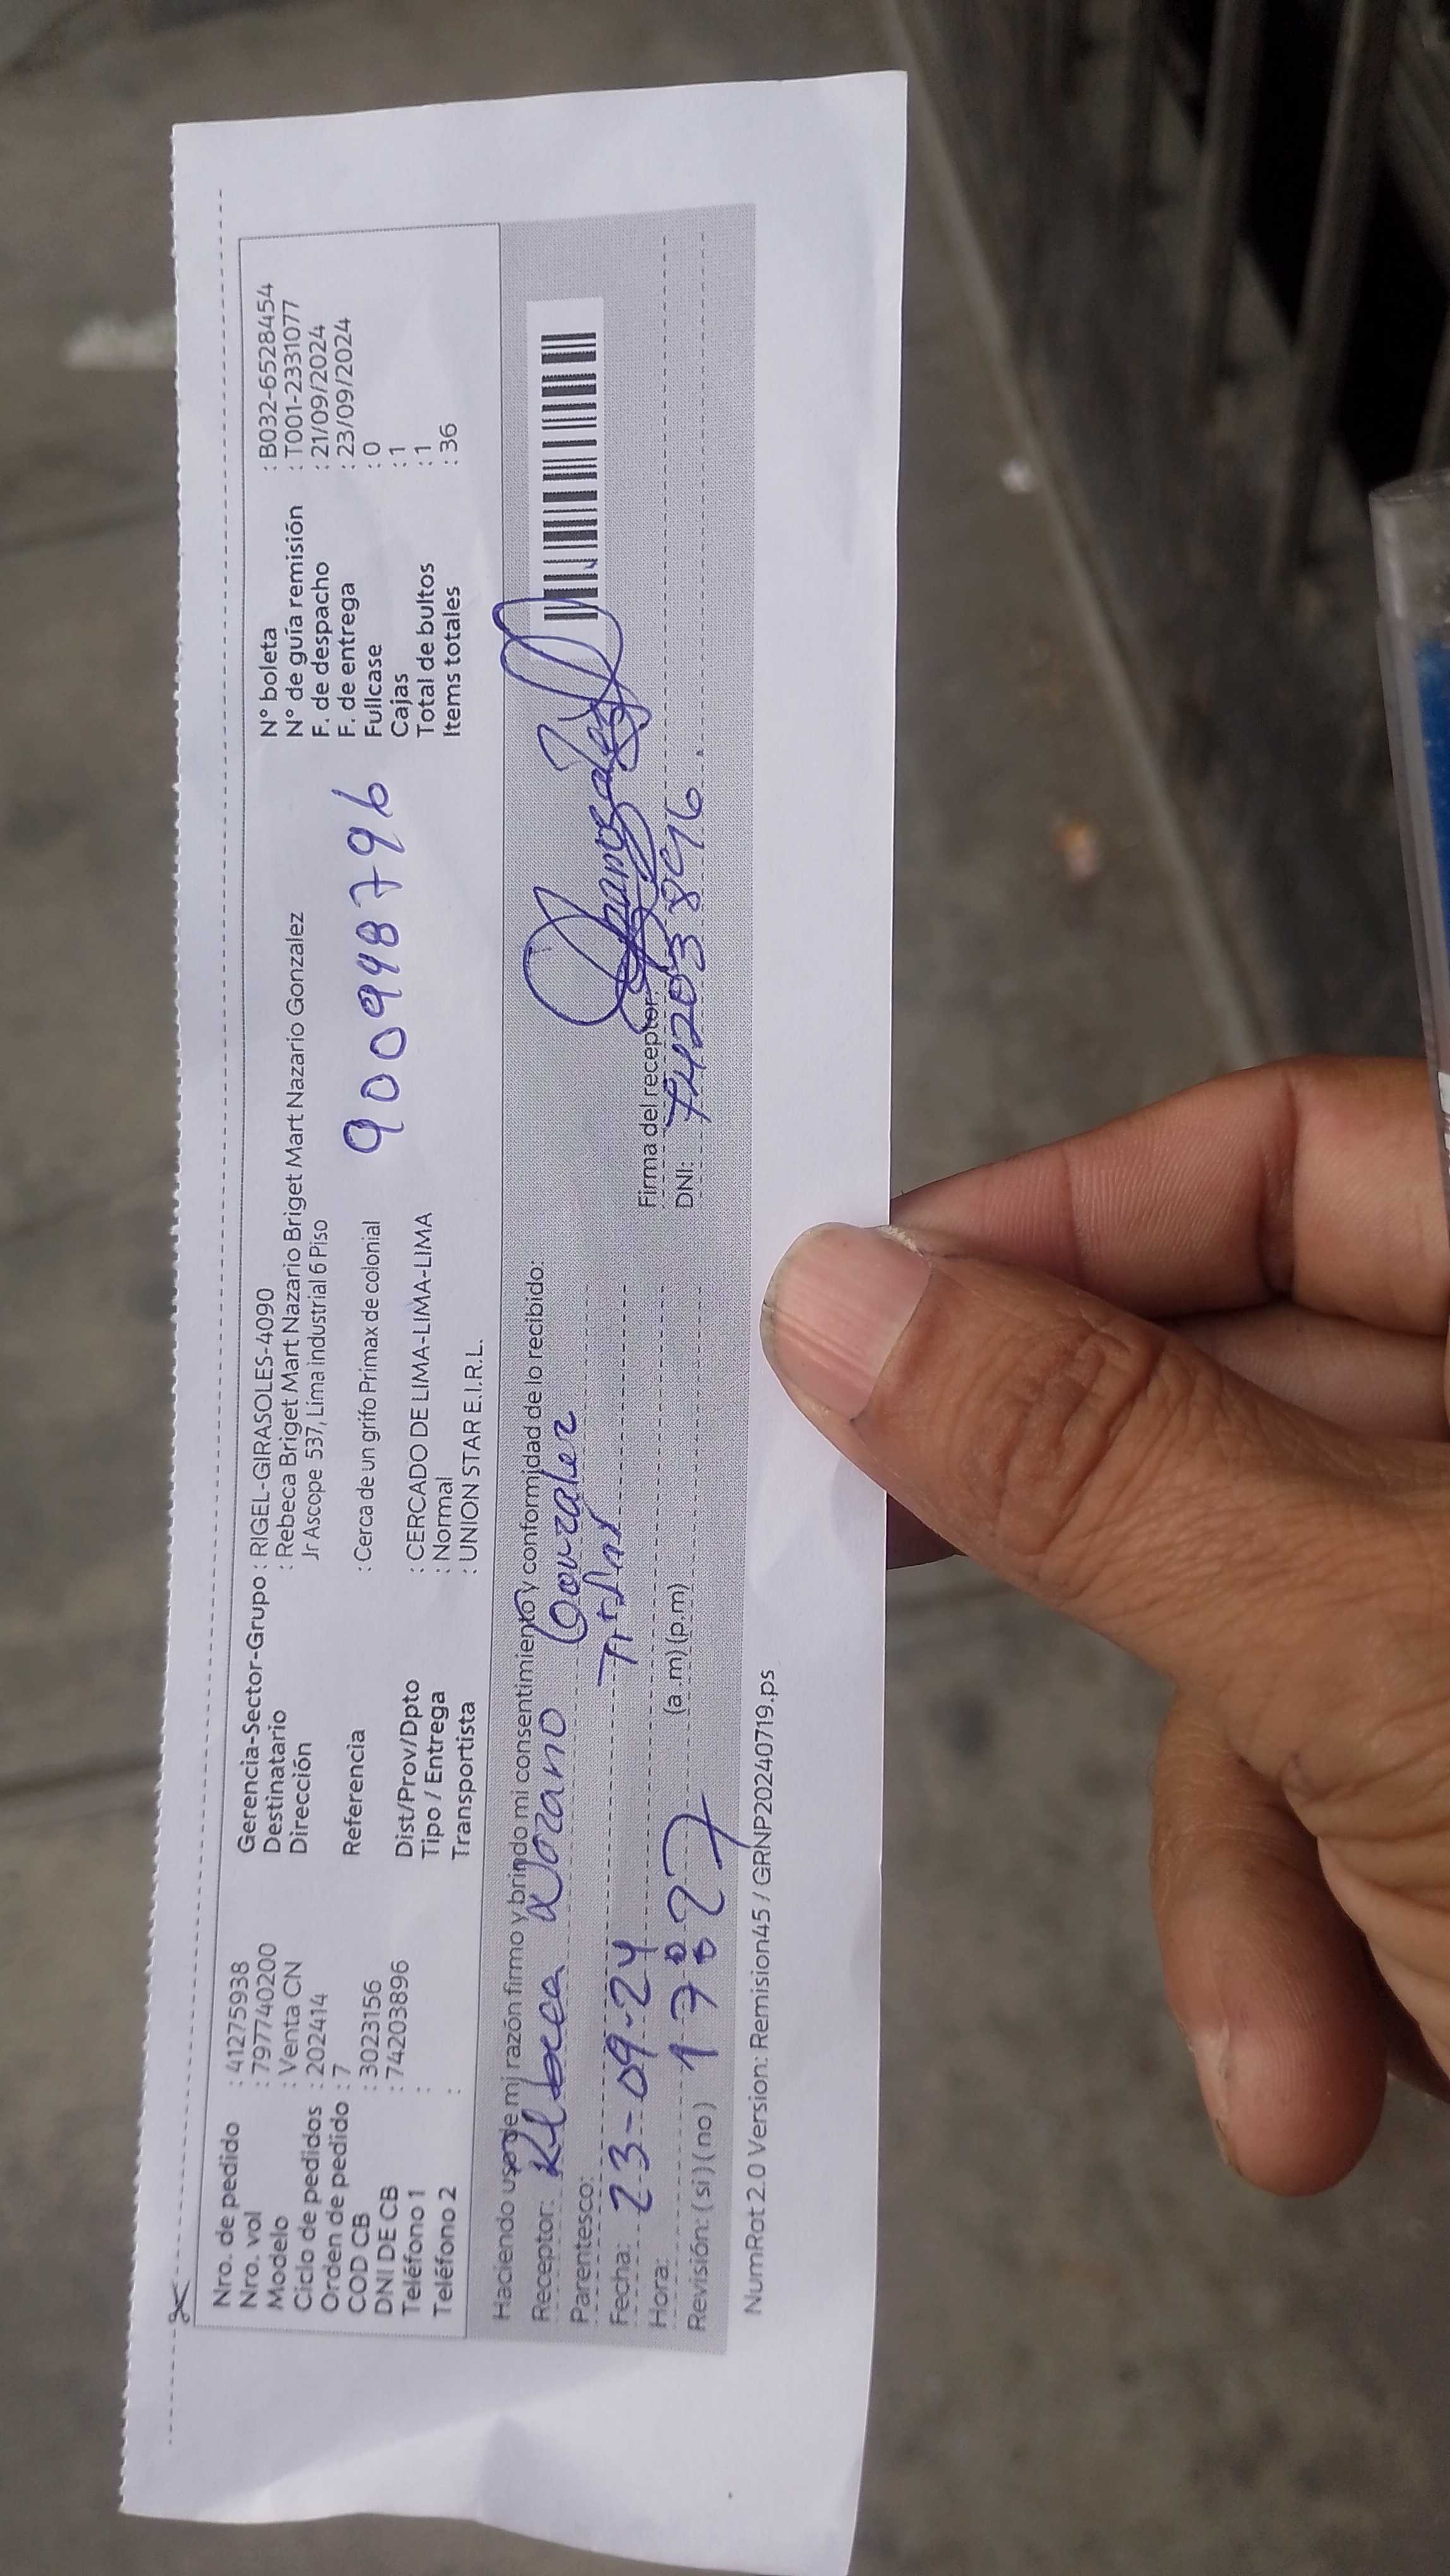 Nro. de pedido : 41275938
Nro. vol : 797740200
Modelo : Venta CN
Ciclo de pedidos : 202414
Orden de pedido : 7
COD CB : 3023156
DNI DE CB : 74203896
Teléfono 1 :
Teléfono 2 :
Gerencia-Sector-Grupo : RIGEL-GIRASOLES-4090
Destinatario : Rebeca Briget Mart Nazario Briget Mart Nazario Gonzalez
Dirección Jr Ascope 537, Lima industrial 6 Piso
Referencia : Cerca de un grifo Primax de colonial
900998796
Dist/Prov/Dpto : CERCADO DE LIMA-LIMA-LIMA
Tipo / Entrega : Normal
Transportista : UNION STAR E.I.R.L.
N° boleta : B032-6528454
N° de guía remisión : T001-2331077
F. de despacho : 21/09/2024
F. de entrega : 23/09/2024
Fullcase : 0
Cajas : 1
Total de bultos : 1
Items totales : 36
Haciendo uso de mi razón firmo y brindo mi consentimiento y conformidad de lo recibido:
Receptor: Rebeca Gonzalez
Parentesco:
Fecha: 23-09-24
Hora: 17:27 (a.m) (p.m)
Revisión: ( si ) ( no )
Firma del receptor
DNI: 74203896
NumRot 2.0 Version: Remision45 / GRNP20240719.ps